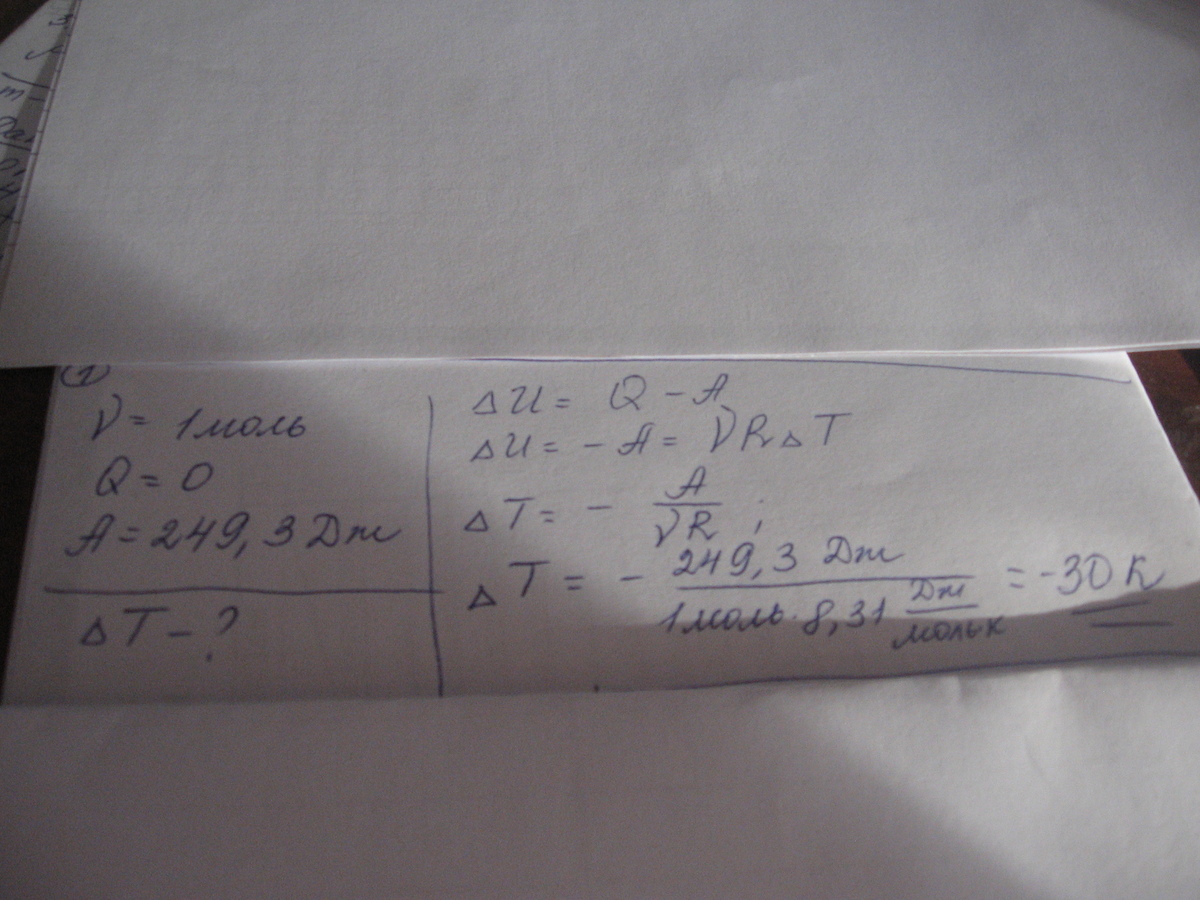 1
ν = 1 моль
Q = 0
A = 249,3 Дж
ΔT - ?
ΔU = Q - A
ΔU = - A = νRΔT
ΔT = - A / νR ;
ΔT = - 249,3 Дж / 1 моль · 8,31 Дж / моль К = -30 К